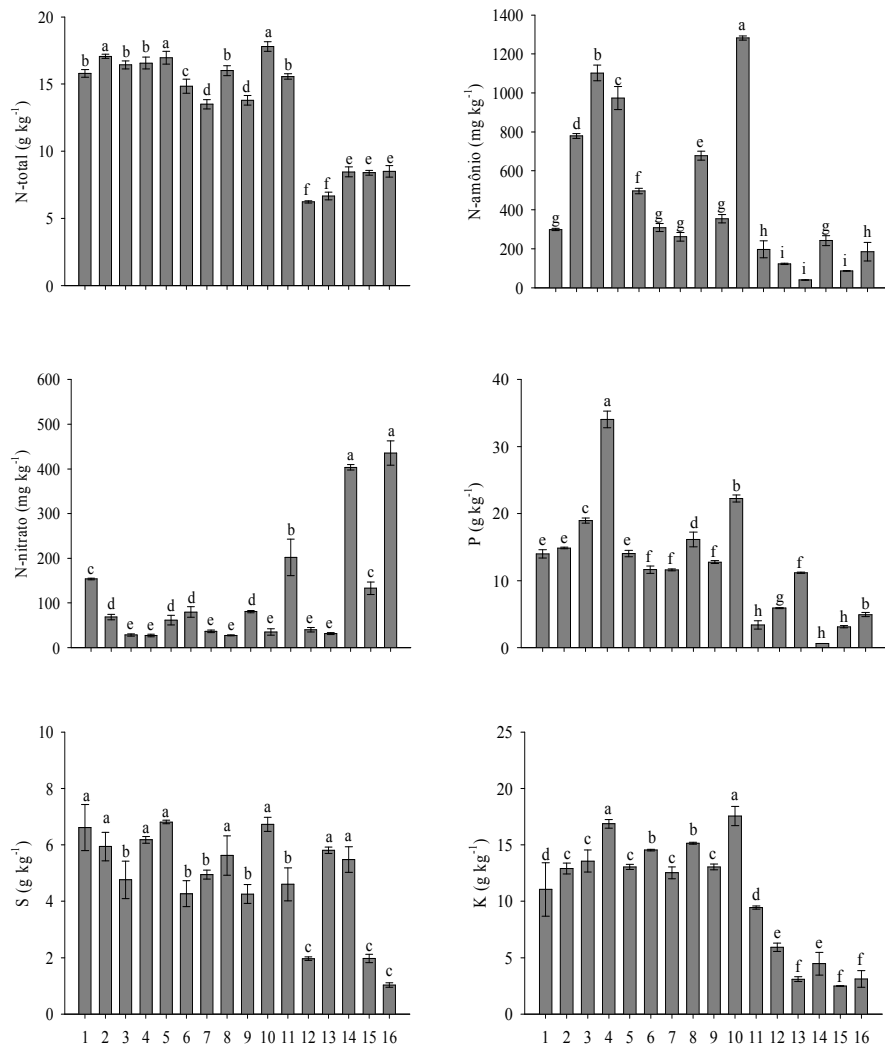 20
15
10
5
0
N-total (g kg⁻¹)
b a b b a c d b d a b f f e e e
1400
1200
1000
800
600
400
200
0
N-amônio (mg kg⁻¹)
g d b c f g g e g a h i i g i h
600
500
400
300
200
100
0
N-nitrato (mg kg⁻¹)
c d e e d d e e d e b e e a c a
40
30
20
10
0
P (g kg⁻¹)
e e c a e f f d e b h g f h h b
10
8
6
4
2
0
S (g kg⁻¹)
a a b a a b b a b a b c a a c c
1 2 3 4 5 6 7 8 9 10 11 12 13 14 15 16
25
20
15
10
5
0
K (g kg⁻¹)
d c c a c b c b c a d e f e f f
1 2 3 4 5 6 7 8 9 10 11 12 13 14 15 16